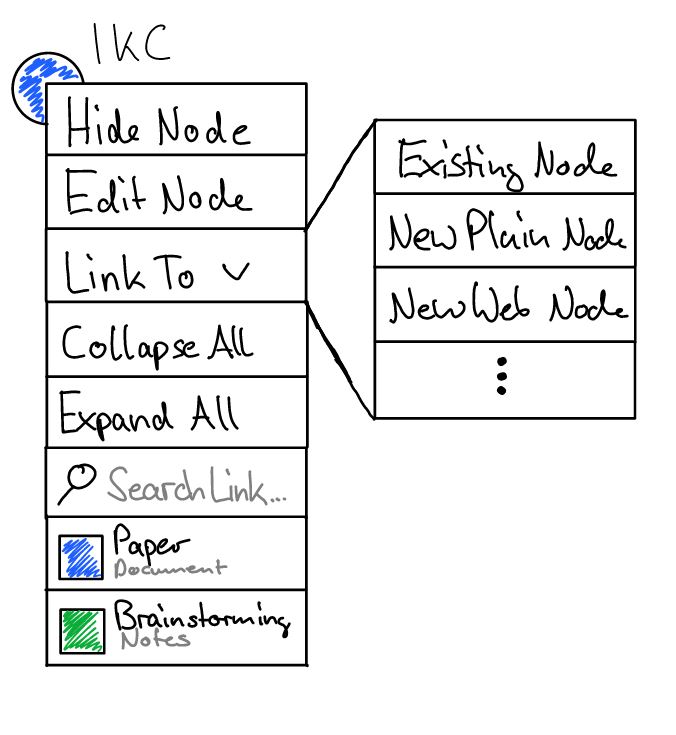 IKC
Hide Node
Edit Node
Link To
Collapse All
Expand All
Search Link...
Paper
Document
Brainstorming
Notes
Existing Node
New Plain Node
New Web Node